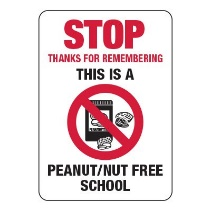 STOP
THANKS FOR REMEMBERING
THIS IS A
PEANUT/NUT FREE
SCHOOL